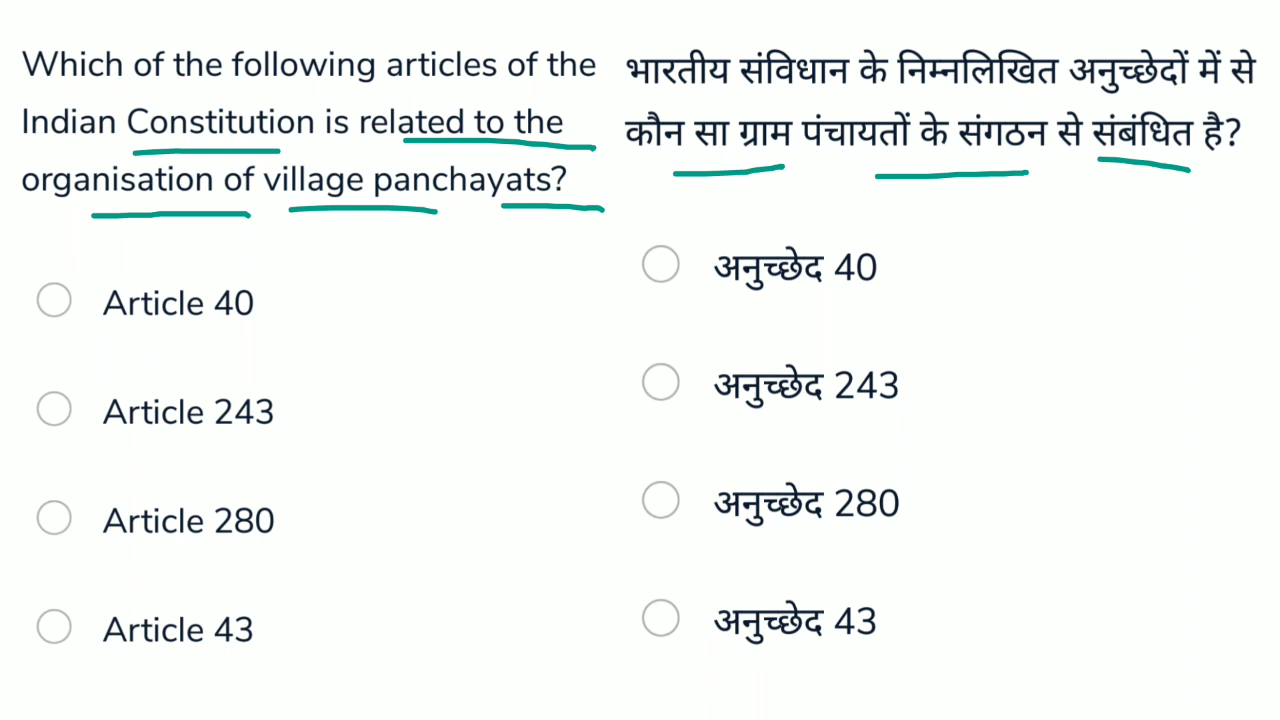 Which of the following articles of the
Indian Constitution is related to the
organisation of village panchayats?
Article 40
Article 243
Article 280
Article 43
भारतीय संविधान के निम्नलिखित अनुच्छेदों में से
कौन सा ग्राम पंचायतों के संगठन से संबंधित है?
अनुच्छेद 40
अनुच्छेद 243
अनुच्छेद 280
अनुच्छेद 43